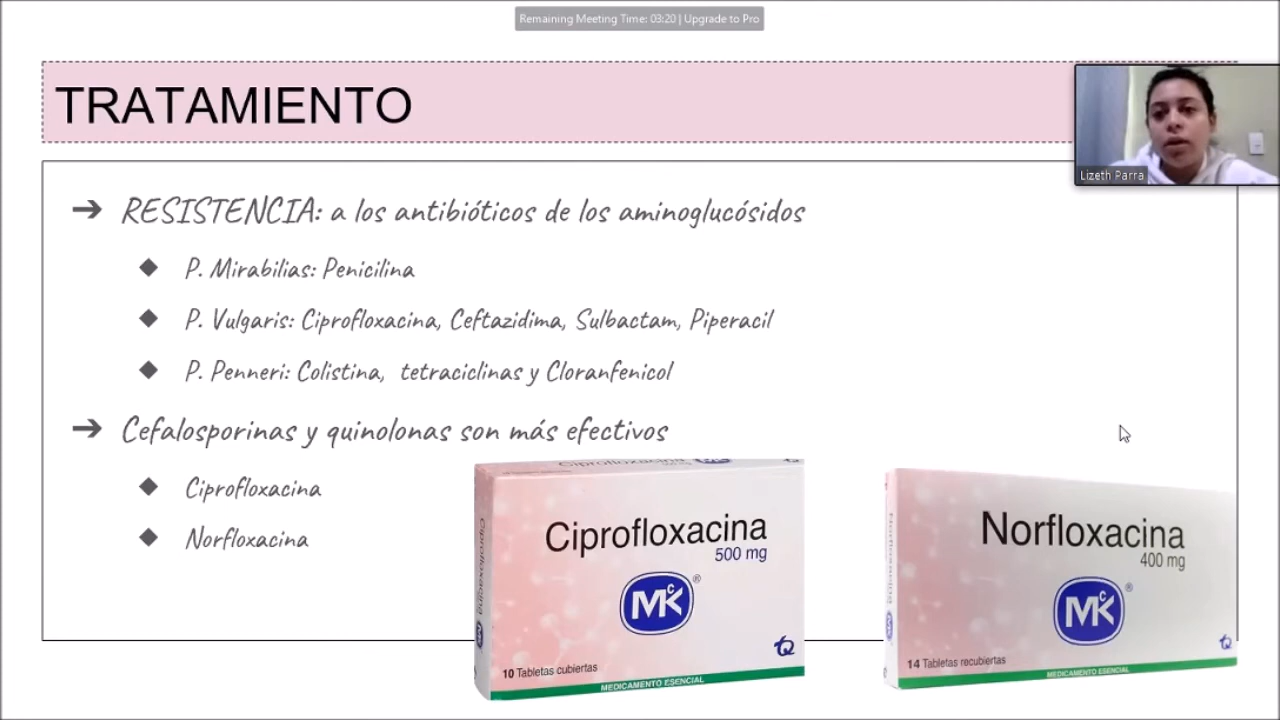 Remaining Meeting Time: 03:20 | Upgrade to Pro
TRATAMIENTO
Lizeth Parra
➔ RESISTENCIA: a los antibióticos de los aminoglucósidos
◆ P. Mirabilias: Penicilina
◆ P. Vulgaris: Ciprofloxacina, Ceftazidima, Sulbactam, Piperacil
◆ P. Penneri: Colistina, tetraciclinas y Cloranfenicol
➔ Cefalosporinas y quinolonas son más efectivos
◆ Ciprofloxacina
◆ Norfloxacina
Ciprofloxacina
Ciprofloxacina
500 mg
MK®
10 Tabletas cubiertas
MEDICAMENTO ESENCIAL
Ciprofloxacina
Norfloxacina
400 mg
MK®
14 Tabletas recubiertas
MEDICAMENTO ESENCIAL